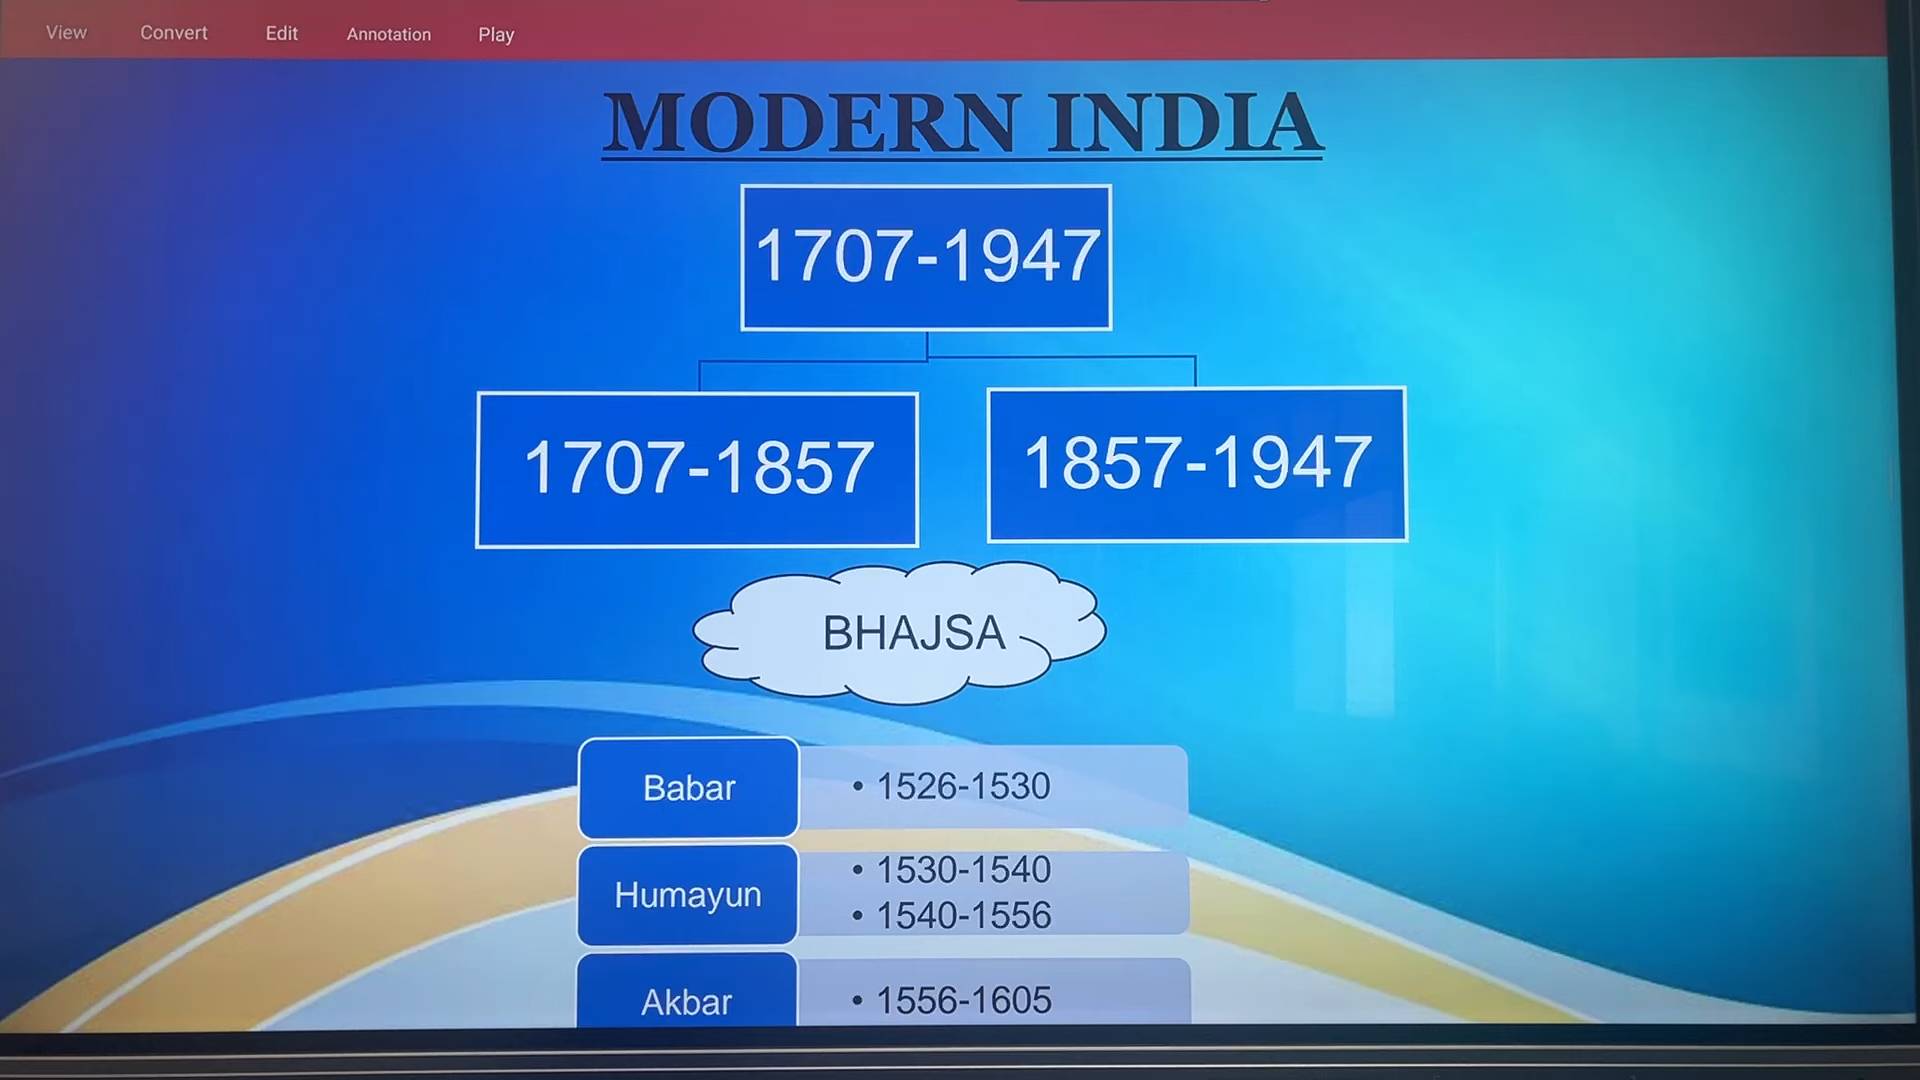 View Convert Edit Annotation Play
MODERN INDIA
1707-1947
1707-1857 1857-1947
BHAJSA
Babar • 1526-1530
Humayun • 1530-1540
• 1540-1556
Akbar • 1556-1605